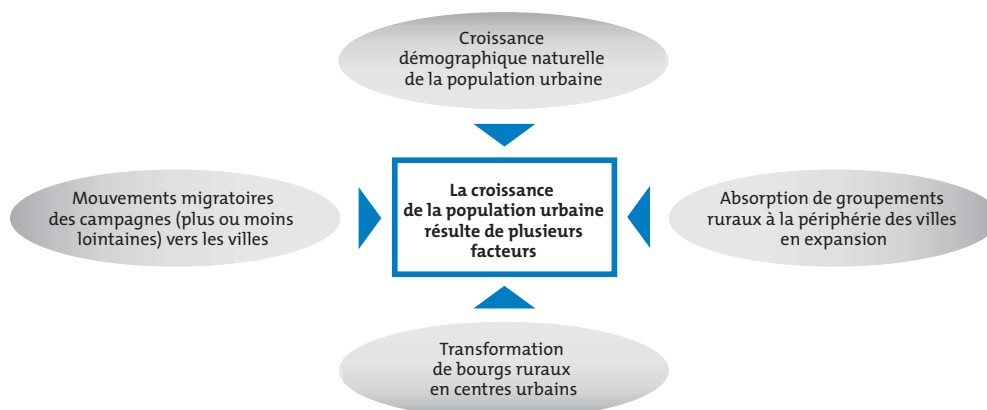 Croissance
démographique naturelle
de la population urbaine
Mouvements migratoires
des campagnes (plus ou moins
lointaines) vers les villes
La croissance
de la population urbaine
résulte de plusieurs
facteurs
Absorption de groupements
ruraux à la périphérie des villes
en expansion
Transformation
de bourgs ruraux
en centres urbains